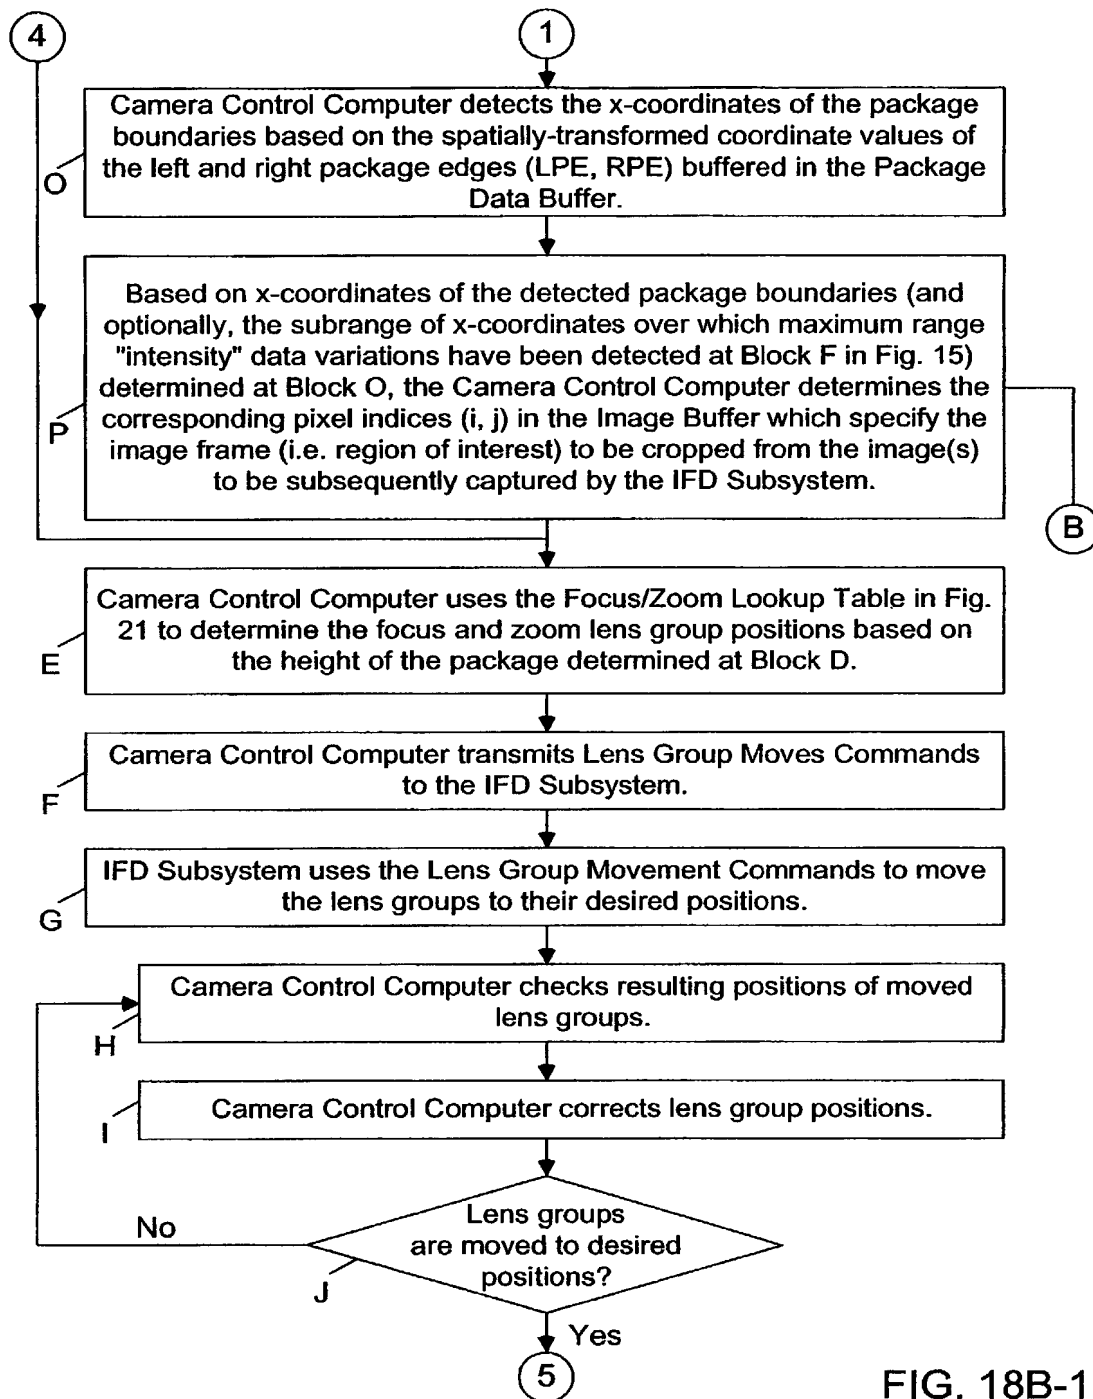 4
1
Camera Control Computer detects the x-coordinates of the package
boundaries based on the spatially-transformed coordinate values of
the left and right package edges (LPE, RPE) buffered in the Package
Data Buffer.
O
Based on x-coordinates of the detected package boundaries (and
optionally, the subrange of x-coordinates over which maximum range
"intensity" data variations have been detected at Block F in Fig. 15)
determined at Block O, the Camera Control Computer determines the
corresponding pixel indices (i, j) in the Image Buffer which specify the
image frame (i.e. region of interest) to be cropped from the image(s)
to be subsequently captured by the IFD Subsystem.
P
B
Camera Control Computer uses the Focus/Zoom Lookup Table in Fig.
21 to determine the focus and zoom lens group positions based on
the height of the package determined at Block D.
E
Camera Control Computer transmits Lens Group Moves Commands
to the IFD Subsystem.
F
IFD Subsystem uses the Lens Group Movement Commands to move
the lens groups to their desired positions.
G
Camera Control Computer checks resulting positions of moved
lens groups.
H
Camera Control Computer corrects lens group positions.
I
Lens groups
are moved to desired
positions?
No
J
Yes
5
FIG. 18B-1